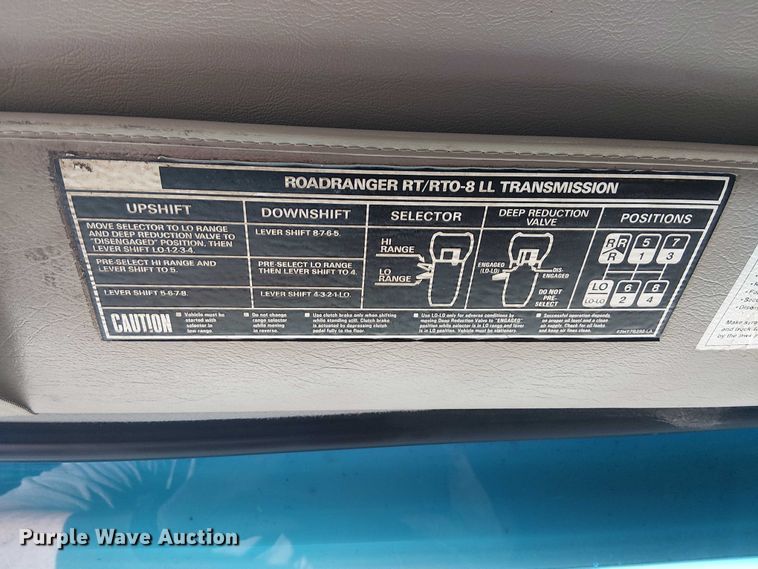 ROADRANGER RT/RTO-8 LL TRANSMISSION
UPSHIFT
MOVE SELECTOR TO LO RANGE
AND DEEP REDUCTION VALVE TO
"DISENGAGED" POSITION, THEN
LEVER SHIFT LO-1-2-3-4.
PRE-SELECT HI RANGE AND
LEVER SHIFT TO 5.
LEVER SHIFT 5-6-7-8.
DOWNSHIFT
LEVER SHIFT 8-7-6-5.
PRE-SELECT LO RANGE
THEN LEVER SHIFT TO 4.
LEVER SHIFT 4-3-2-1-LO.
SELECTOR
HI
RANGE
LO
RANGE
DEEP REDUCTION
VALVE
ENGAGED
(LO-LO)
DIS-
ENGAGED
DO NOT
PRE-
SELECT
POSITIONS
R R 5 7
R 1 3
LO 6 8
LO-LO 2 4
CAUTION
■ Vehicle must be
started with
selector in
low range.
■ Do not change
range selector
while moving
in reverse.
■ Use clutch brake only when shifting
while standing still. Clutch brake
is actuated by depressing clutch
pedal fully to the floor.
■ Use LO-LO only for adverse conditions by
moving Deep Reduction Valve to "ENGAGED"
position while selector is in LO range and lever
in LO position. Vehicle must be stationary.
■ Successful operation depends
on proper oil level and a clean
air supply. Check for oil leaks
and keep air lines clean.
Make sure
and truck
by the
Purple Wave Auction